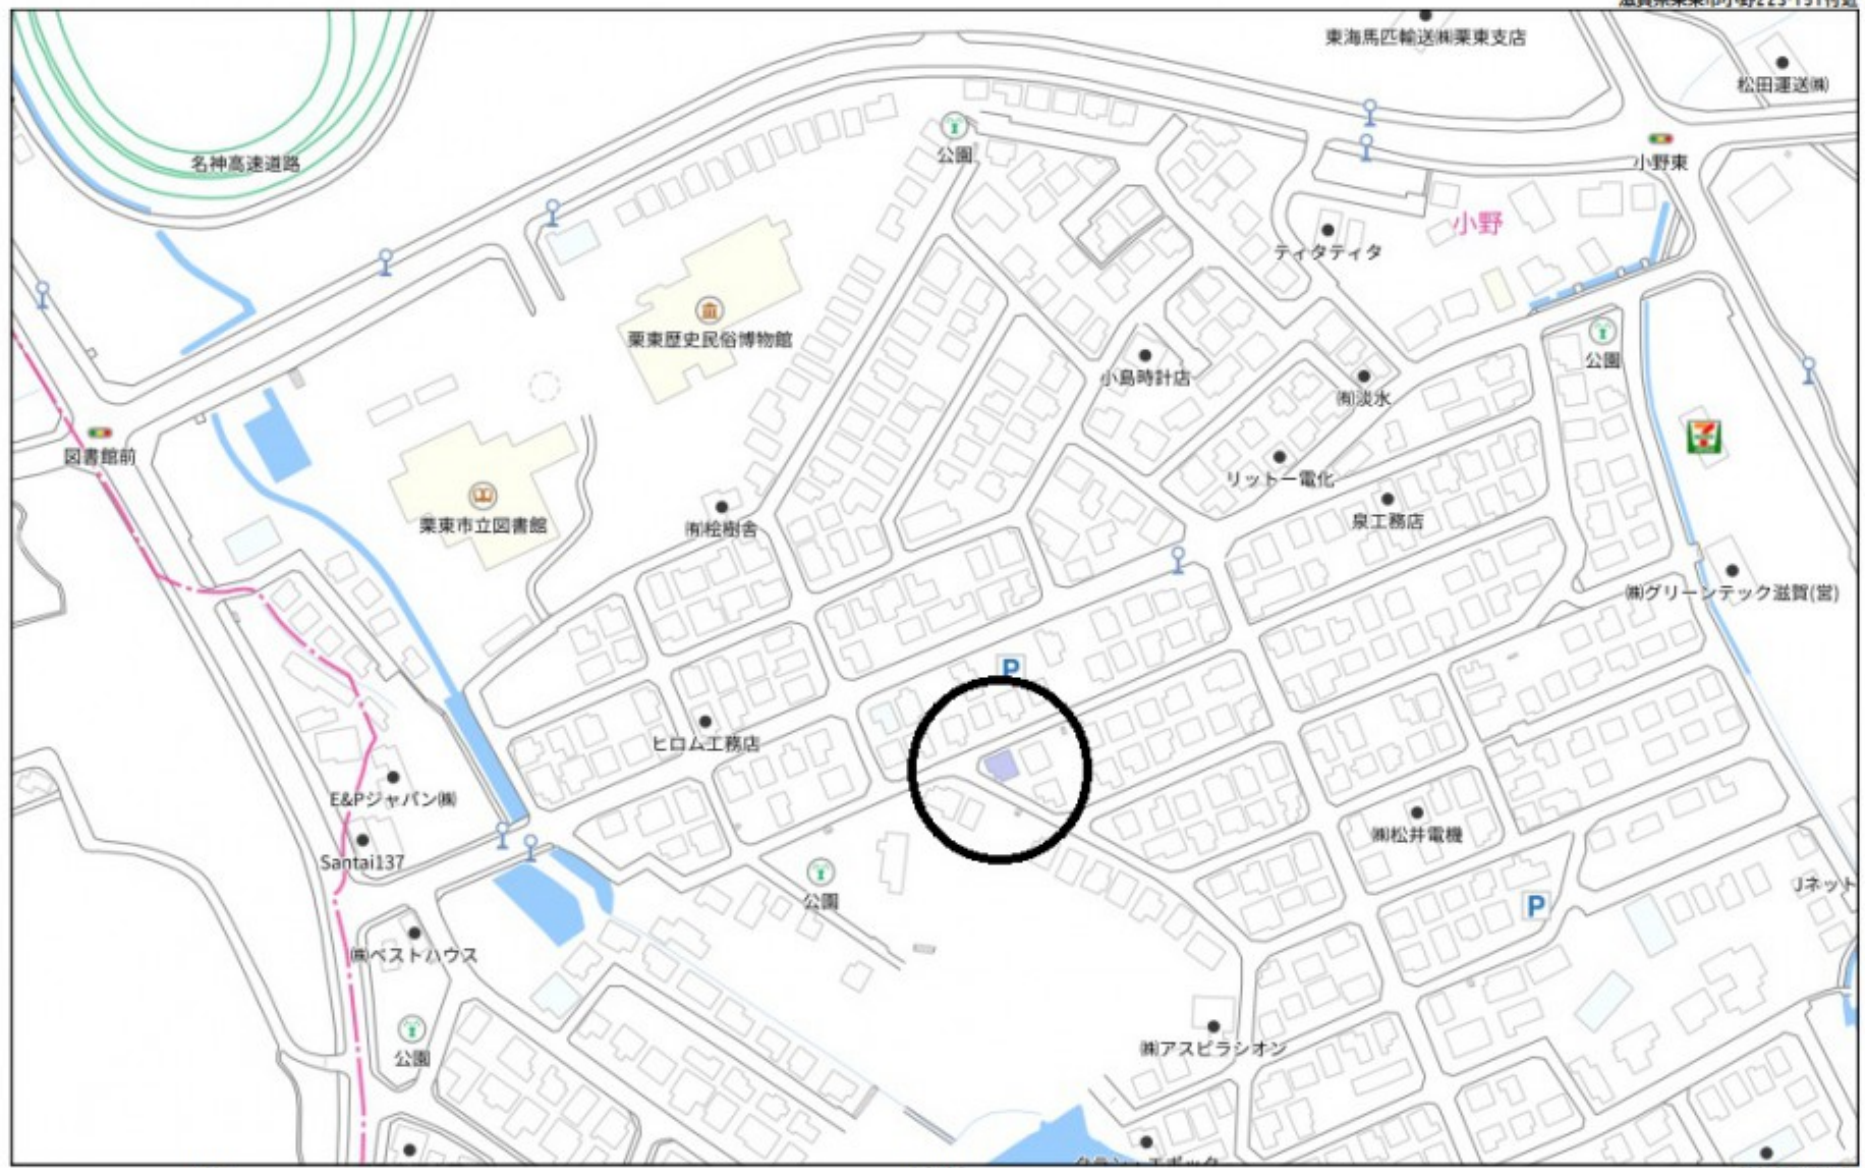 東海馬匹輸送㈱栗東支店
松田運送㈱
名神高速道路
公園
小野東
小野
ティタティタ
栗東歴史民俗博物館
小島時計店
㈲淡水
公園
図書館前
リットー電化
栗東市立図書館
㈲桧樹舎
泉工務店
㈱グリーンテック滋賀(営)
P
ヒロム工務店
E&Pジャパン㈱
㈱松井電機
Santai137
公園
Jネット
P
㈱ベストハウス
公園
㈱アスピラシオン